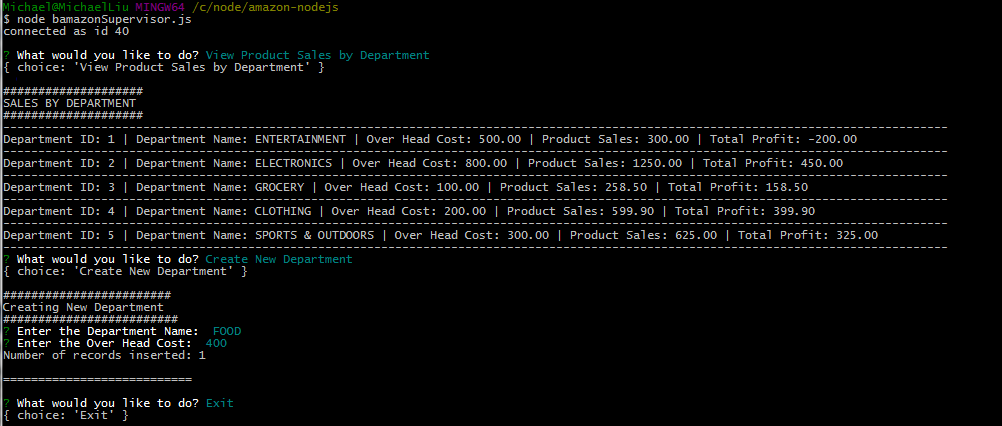 Michael@MichaelLiu MINGW64 /c/node/amazon-nodejs
$ node bamazonSupervisor.js
connected as id 40
? What would you like to do? View Product Sales by Department
{ choice: 'View Product Sales by Department' }
####################
SALES BY DEPARTMENT
####################
---------------------------------------------------------------------------------------------------------------------------------------
Department ID: 1 | Department Name: ENTERTAINMENT | Over Head Cost: 500.00 | Product Sales: 300.00 | Total Profit: -200.00
---------------------------------------------------------------------------------------------------------------------------------------
Department ID: 2 | Department Name: ELECTRONICS | Over Head Cost: 800.00 | Product Sales: 1250.00 | Total Profit: 450.00
---------------------------------------------------------------------------------------------------------------------------------------
Department ID: 3 | Department Name: GROCERY | Over Head Cost: 100.00 | Product Sales: 258.50 | Total Profit: 158.50
---------------------------------------------------------------------------------------------------------------------------------------
Department ID: 4 | Department Name: CLOTHING | Over Head Cost: 200.00 | Product Sales: 599.90 | Total Profit: 399.90
---------------------------------------------------------------------------------------------------------------------------------------
Department ID: 5 | Department Name: SPORTS & OUTDOORS | Over Head Cost: 300.00 | Product Sales: 625.00 | Total Profit: 325.00
---------------------------------------------------------------------------------------------------------------------------------------
? What would you like to do? Create New Department
{ choice: 'Create New Department' }
########################
Creating New Department
#########################
? Enter the Department Name:  FOOD
? Enter the Over Head Cost:  400
Number of records inserted: 1
===========================
? What would you like to do? Exit
{ choice: 'Exit' }